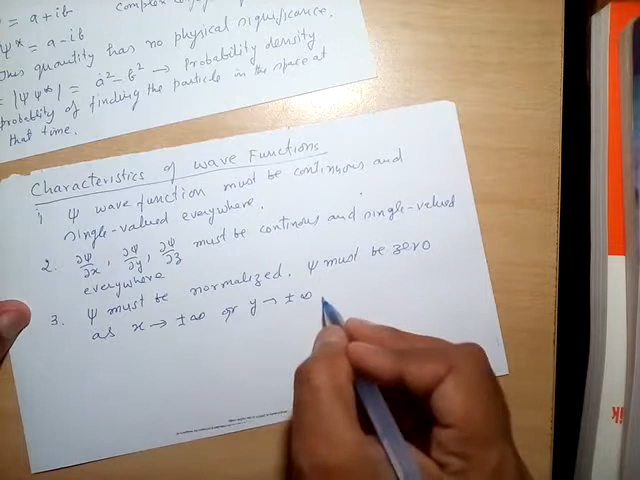 = a + ib complex
ψ* = a - ib
This quantity has no physical significance.
= |ψ ψ*| = a² - b² → Probability density
probability of finding the particle in the space at
that time.
Characteristics of wave Functions
1. ψ wave function must be continuous and
single-valued everywhere.
2. ∂ψ/∂x, ∂ψ/∂y, ∂ψ/∂z must be continous and single-valued
everywhere
3. ψ must be normalized. ψ must be zero
as x → ±∞ or y → ±∞